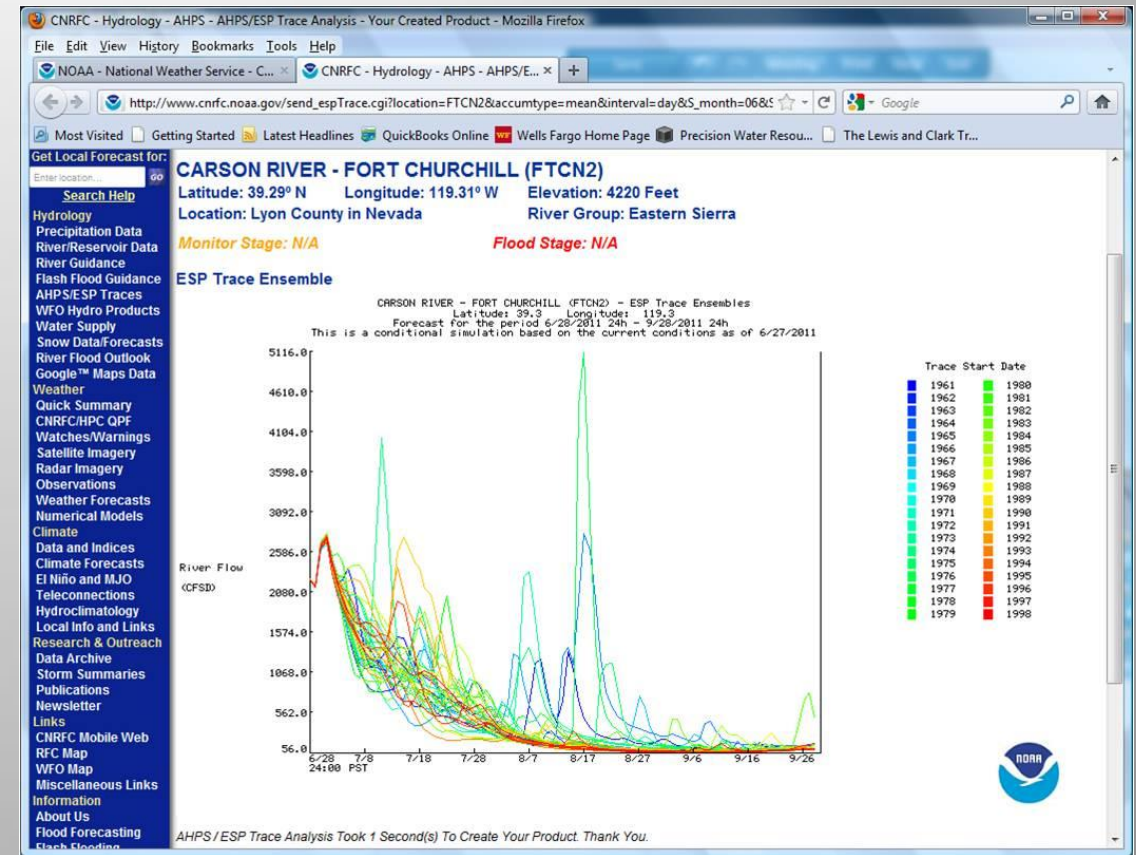 CNRFC - Hydrology - AHPS - AHPS/ESP Trace Analysis - Your Created Product - Mozilla Firefox
File Edit View History Bookmarks Tools Help
NOAA - National Weather Service - C... CNRFC - Hydrology - AHPS - AHPS/E...
http://www.cnrfc.noaa.gov/send_espTrace.cgi?location=FTCN2&accumtype=mean&interval=day&S_month=06&S Google
Most Visited Getting Started Latest Headlines QuickBooks Online Wells Fargo Home Page Precision Water Resou... The Lewis and Clark Tr...
Get Local Forecast for:
Enter location... GO
Search Help
Hydrology
Precipitation Data
River/Reservoir Data
River Guidance
Flash Flood Guidance
AHPS/ESP Traces
WFO Hydro Products
Water Supply
Snow Data/Forecasts
River Flood Outlook
Google™ Maps Data
Weather
Quick Summary
CNRFC/HPC QPF
Watches/Warnings
Satellite Imagery
Radar Imagery
Observations
Weather Forecasts
Numerical Models
Climate
Data and Indices
Climate Forecasts
El Niño and MJO
Teleconnections
Hydroclimatology
Local Info and Links
Research & Outreach
Data Archive
Storm Summaries
Publications
Newsletter
Links
CNRFC Mobile Web
RFC Map
WFO Map
Miscellaneous Links
Information
About Us
Flood Forecasting
Flash Flooding
CARSON RIVER - FORT CHURCHILL (FTCN2)
Latitude: 39.29° N Longitude: 119.31° W Elevation: 4220 Feet
Location: Lyon County in Nevada River Group: Eastern Sierra
Monitor Stage: N/A Flood Stage: N/A
ESP Trace Ensemble
CARSON RIVER - FORT CHURCHILL (FTCN2) - ESP Trace Ensembles
Latitude: 39.3 Longitude: 119.3
Forecast for the period 6/28/2011 24h - 9/28/2011 24h
This is a conditional simulation based on the current conditions as of 6/27/2011
5116.0
4610.0
4104.0
3598.0
3092.0
2586.0
River Flow
(CFSD)
2080.0
1574.0
1068.0
562.0
56.0
6/28 7/8 7/18 7/28 8/7 8/17 8/27 9/6 9/16 9/26
24:00 PST
Trace Start Date
1961 1980
1962 1981
1963 1982
1964 1983
1965 1984
1966 1985
1967 1986
1968 1987
1969 1988
1970 1989
1971 1990
1972 1991
1973 1992
1974 1993
1975 1994
1976 1995
1977 1996
1978 1997
1979 1998
NOAA
AHPS / ESP Trace Analysis Took 1 Second(s) To Create Your Product. Thank You.